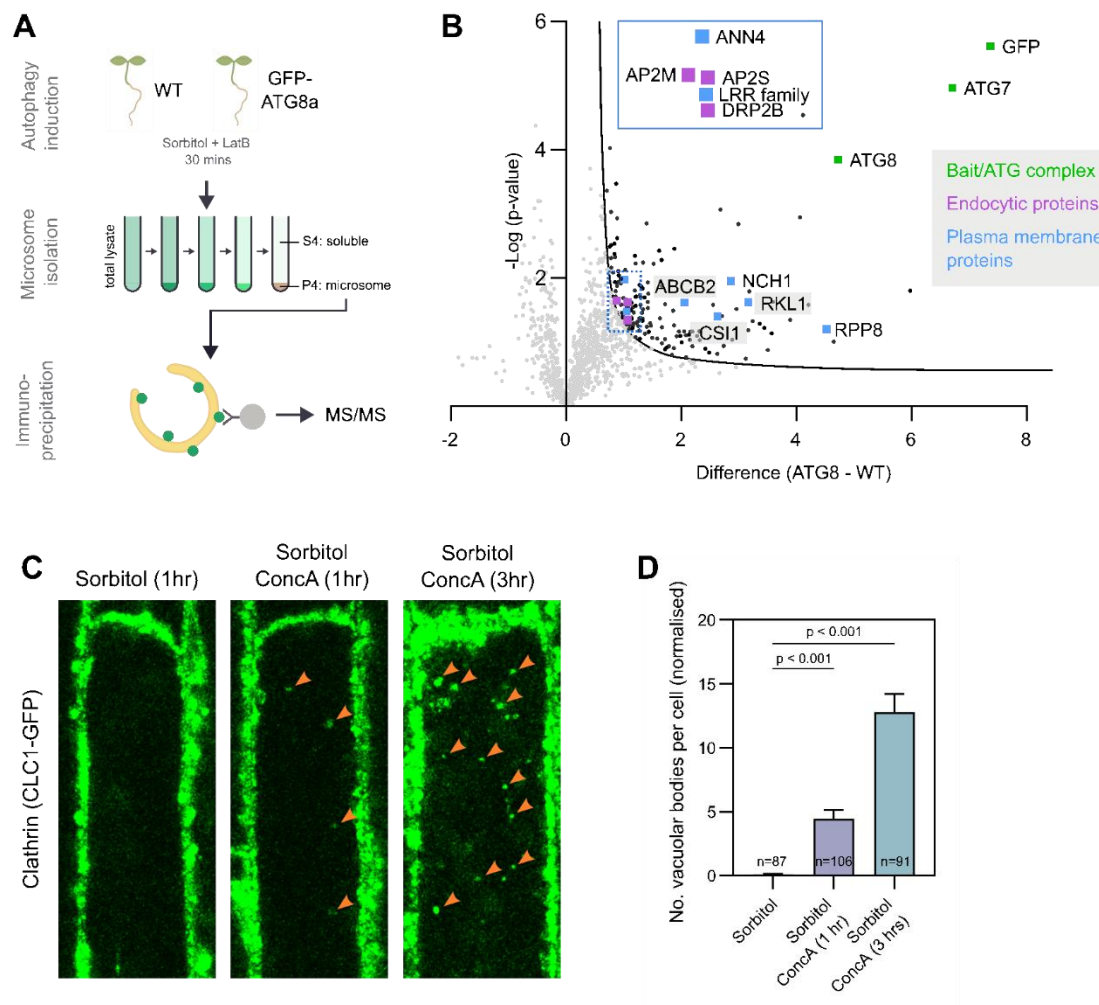 A
Autophagy
induction
WT
GFP-
ATG8a
Sorbitol + LatB
30 mins
Microsome
isolation
total lysate
S4: soluble
P4: microsome
Immuno-
precipitation
MS/MS
B
-Log (p-value)
6
4
2
-2
0
2
4
6
8
Difference (ATG8 - WT)
ANN4
AP2M
AP2S
LRR family
DRP2B
GFP
ATG7
ATG8
Bait/ATG complex
Endocytic proteins
Plasma membrane
proteins
ABCB2
NCH1
RKL1
CSI1
RPP8
C
Clathrin (CLC1-GFP)
Sorbitol (1hr)
Sorbitol
ConcA (1hr)
Sorbitol
ConcA (3hr)
D
No. vacuolar bodies per cell (normalised)
20
15
10
5
0
p < 0.001
p < 0.001
n=87
n=106
n=91
Sorbitol
Sorbitol
ConcA (1 hr)
Sorbitol
ConcA (3 hrs)